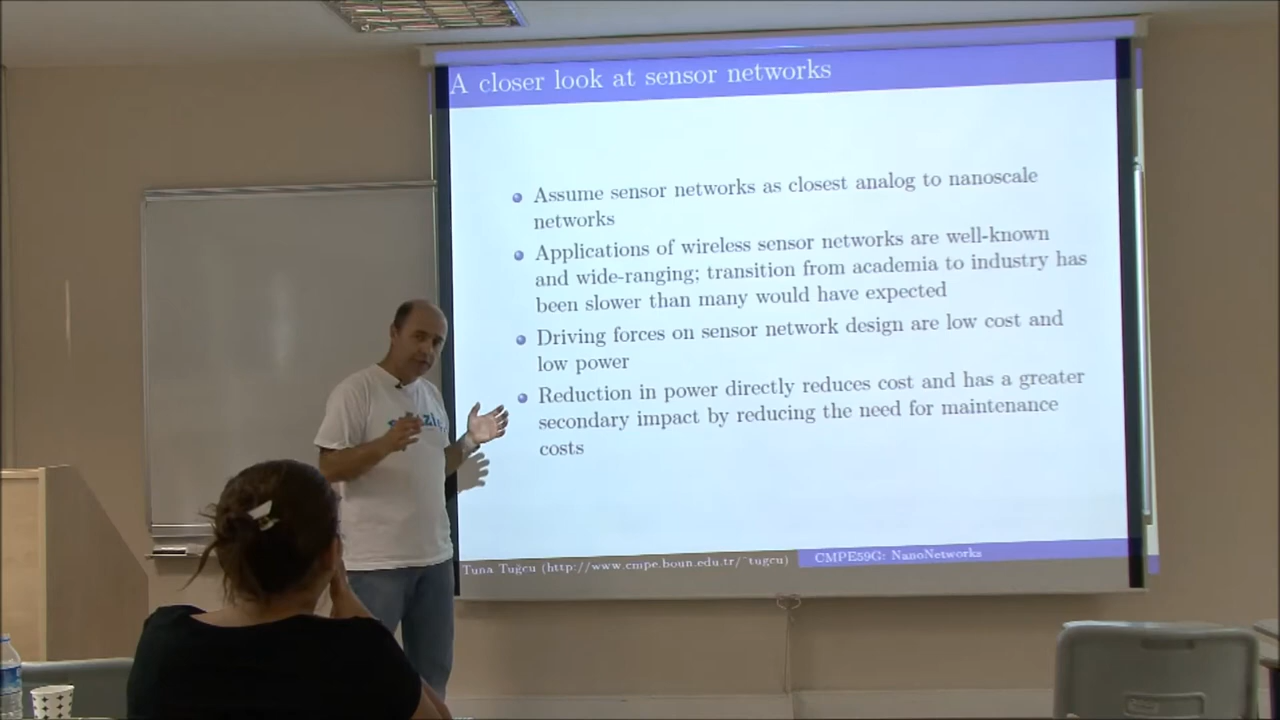 A closer look at sensor networks
Assume sensor networks as closest analog to nanoscale
networks
Applications of wireless sensor networks are well-known
and wide-ranging; transition from academia to industry has
been slower than many would have expected
Driving forces on sensor network design are low cost and
low power
Reduction in power directly reduces cost and has a greater
secondary impact by reducing the need for maintenance
costs
Tuna Tuğcu (http://www.cmpe.boun.edu.tr/~tugcu)
CMPE59G: NanoNetworks